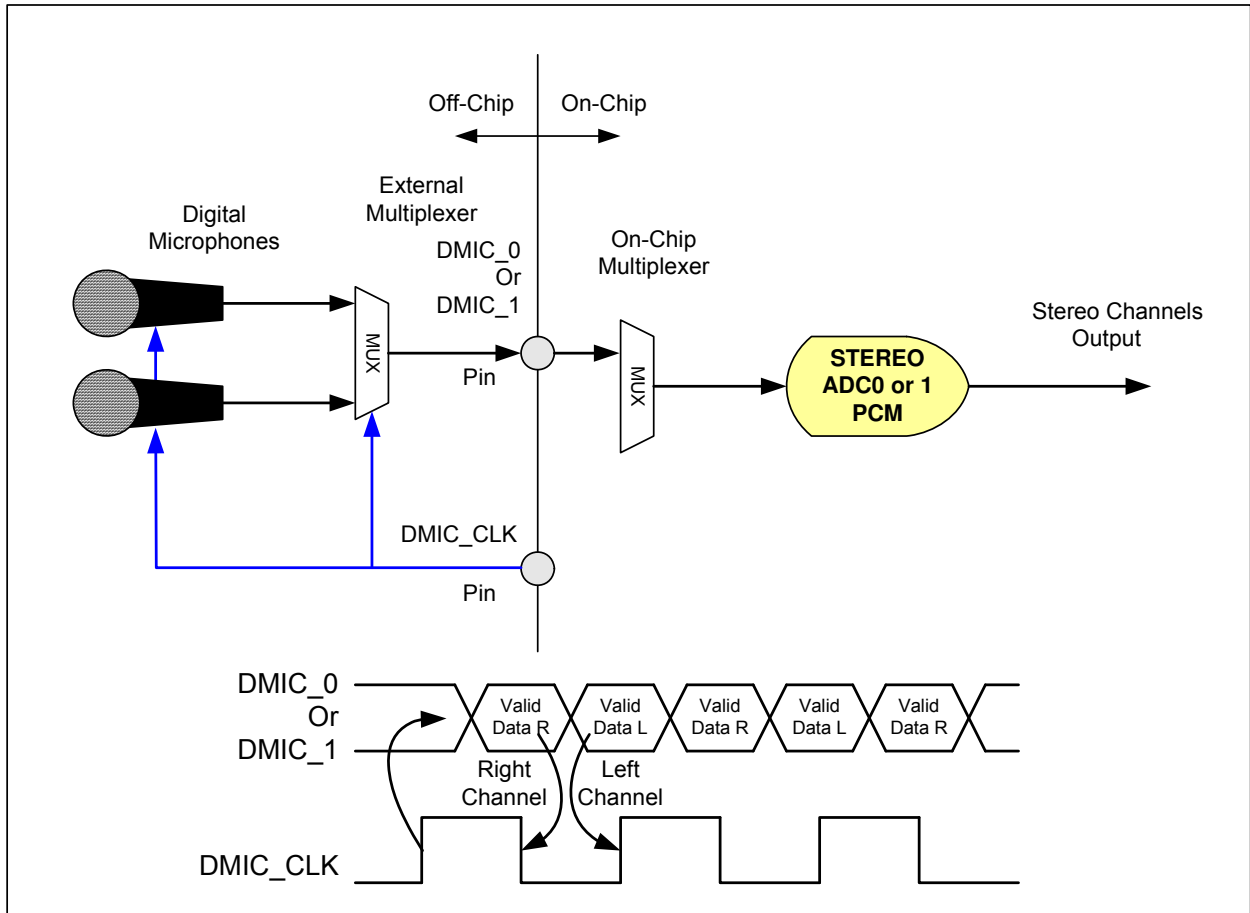 Off-Chip
On-Chip
External
Multiplexer
Digital
Microphones
DMIC_0
Or
DMIC_1
On-Chip
Multiplexer
MUX
MUX
Pin
STEREO
ADC0 or 1
PCM
Stereo Channels
Output
DMIC_CLK
Pin
DMIC_0
Or
DMIC_1
Valid
Data R
Valid
Data L
Valid
Data R
Valid
Data L
Valid
Data R
Right
Channel
Left
Channel
DMIC_CLK